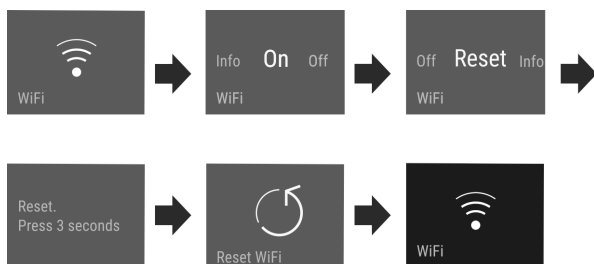 WiFi
Info On Off
WiFi
Off Reset Info
WiFi
Reset.
Press 3 seconds
Reset WiFi
WiFi